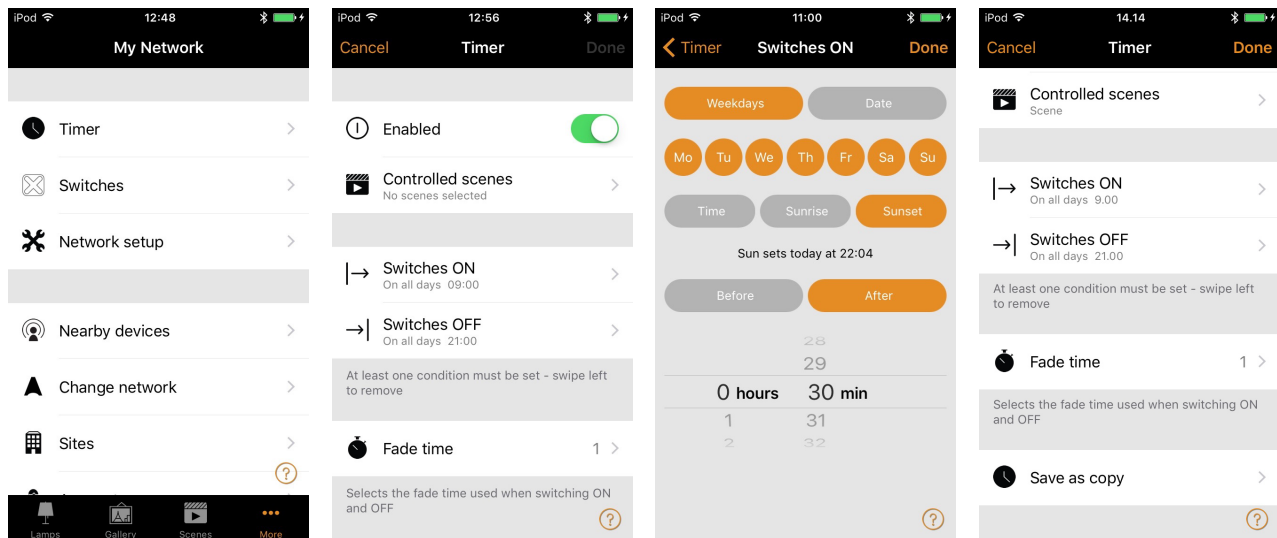 iPod 12:48
My Network
Timer
Switches
Network setup
Nearby devices
Change network
Sites
?
Lamps Gallery Scenes More
iPod 12:56
Cancel Timer Done
Enabled
Controlled scenes
No scenes selected
Switches ON
On all days 09:00
Switches OFF
On all days 21:00
At least one condition must be set - swipe left
to remove
Fade time 1
Selects the fade time used when switching ON
and OFF
?
iPod 11:00
Timer Switches ON Done
Weekdays Date
Mo Tu We Th Fr Sa Su
Time Sunrise Sunset
Sun sets today at 22:04
Before After
28
29
0 hours 30 min
1 31
2 32
?
iPod 14.14
Cancel Timer Done
Controlled scenes
Scene
Switches ON
On all days 9.00
Switches OFF
On all days 21.00
At least one condition must be set - swipe left
to remove
Fade time 1
Selects the fade time used when switching ON
and OFF
Save as copy
?